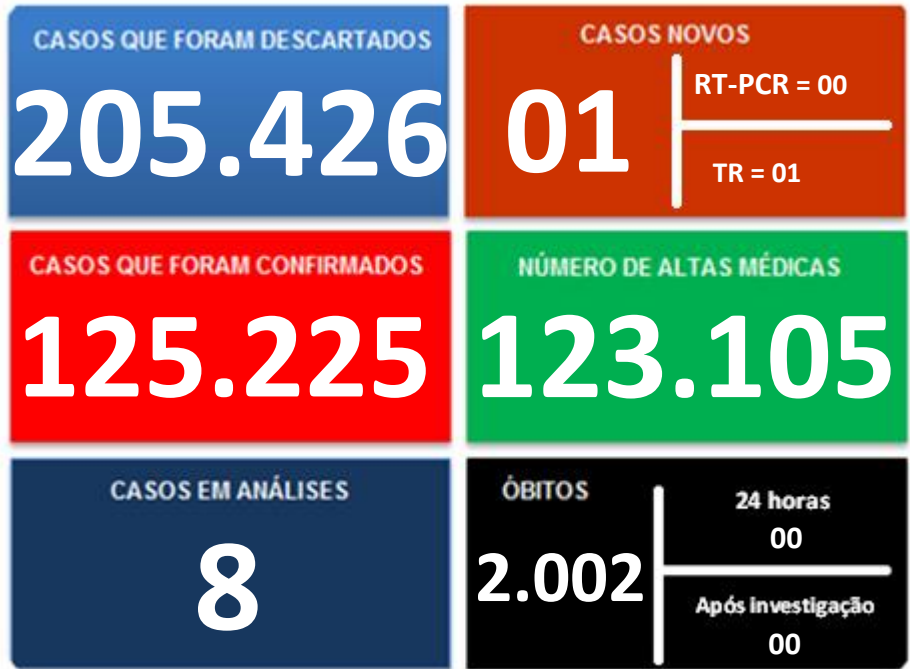 CASOS QUE FORAM DESCARTADOS
205.426
CASOS NOVOS
01
RT-PCR = 00
TR = 01
CASOS QUE FORAM CONFIRMADOS
125.225
NÚMERO DE ALTAS MÉDICAS
123.105
CASOS EM ANÁLISES
8
ÓBITOS
2.002
24 horas
00
Após investigação
00